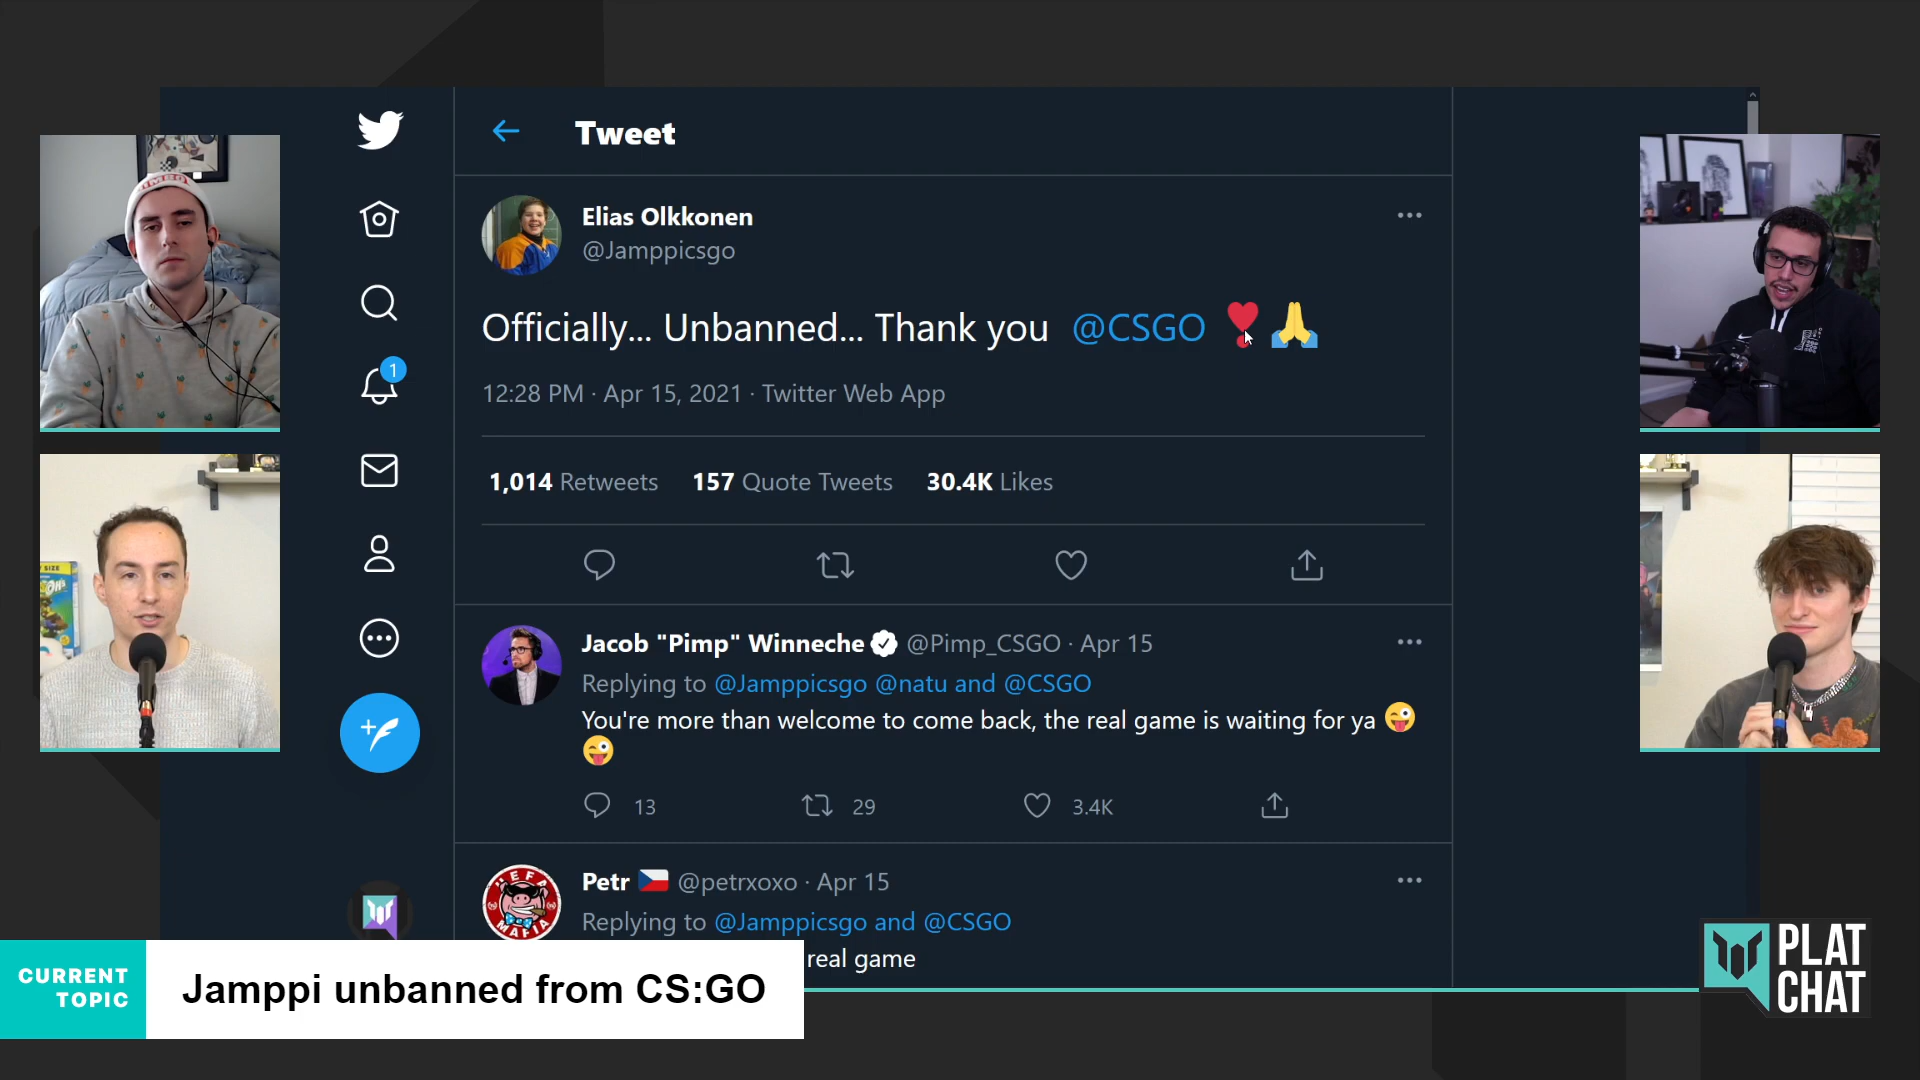 Tweet
Elias Olkkonen
@Jamppicsgo
Officially... Unbanned... Thank you @CSGO ❣️🙏
12:28 PM · Apr 15, 2021 · Twitter Web App
1,014 Retweets 157 Quote Tweets 30.4K Likes
1
Jacob "Pimp" Winneche @Pimp_CSGO · Apr 15
Replying to @Jamppicsgo @natu and @CSGO
You're more than welcome to come back, the real game is waiting for ya 😜
😜
13 29 3.4K
Petr 🇨🇿 @petrxoxo · Apr 15
Replying to @Jamppicsgo and @CSGO
real game
MAFIA
CURRENT
TOPIC
Jamppi unbanned from CS:GO
PLAT
CHAT